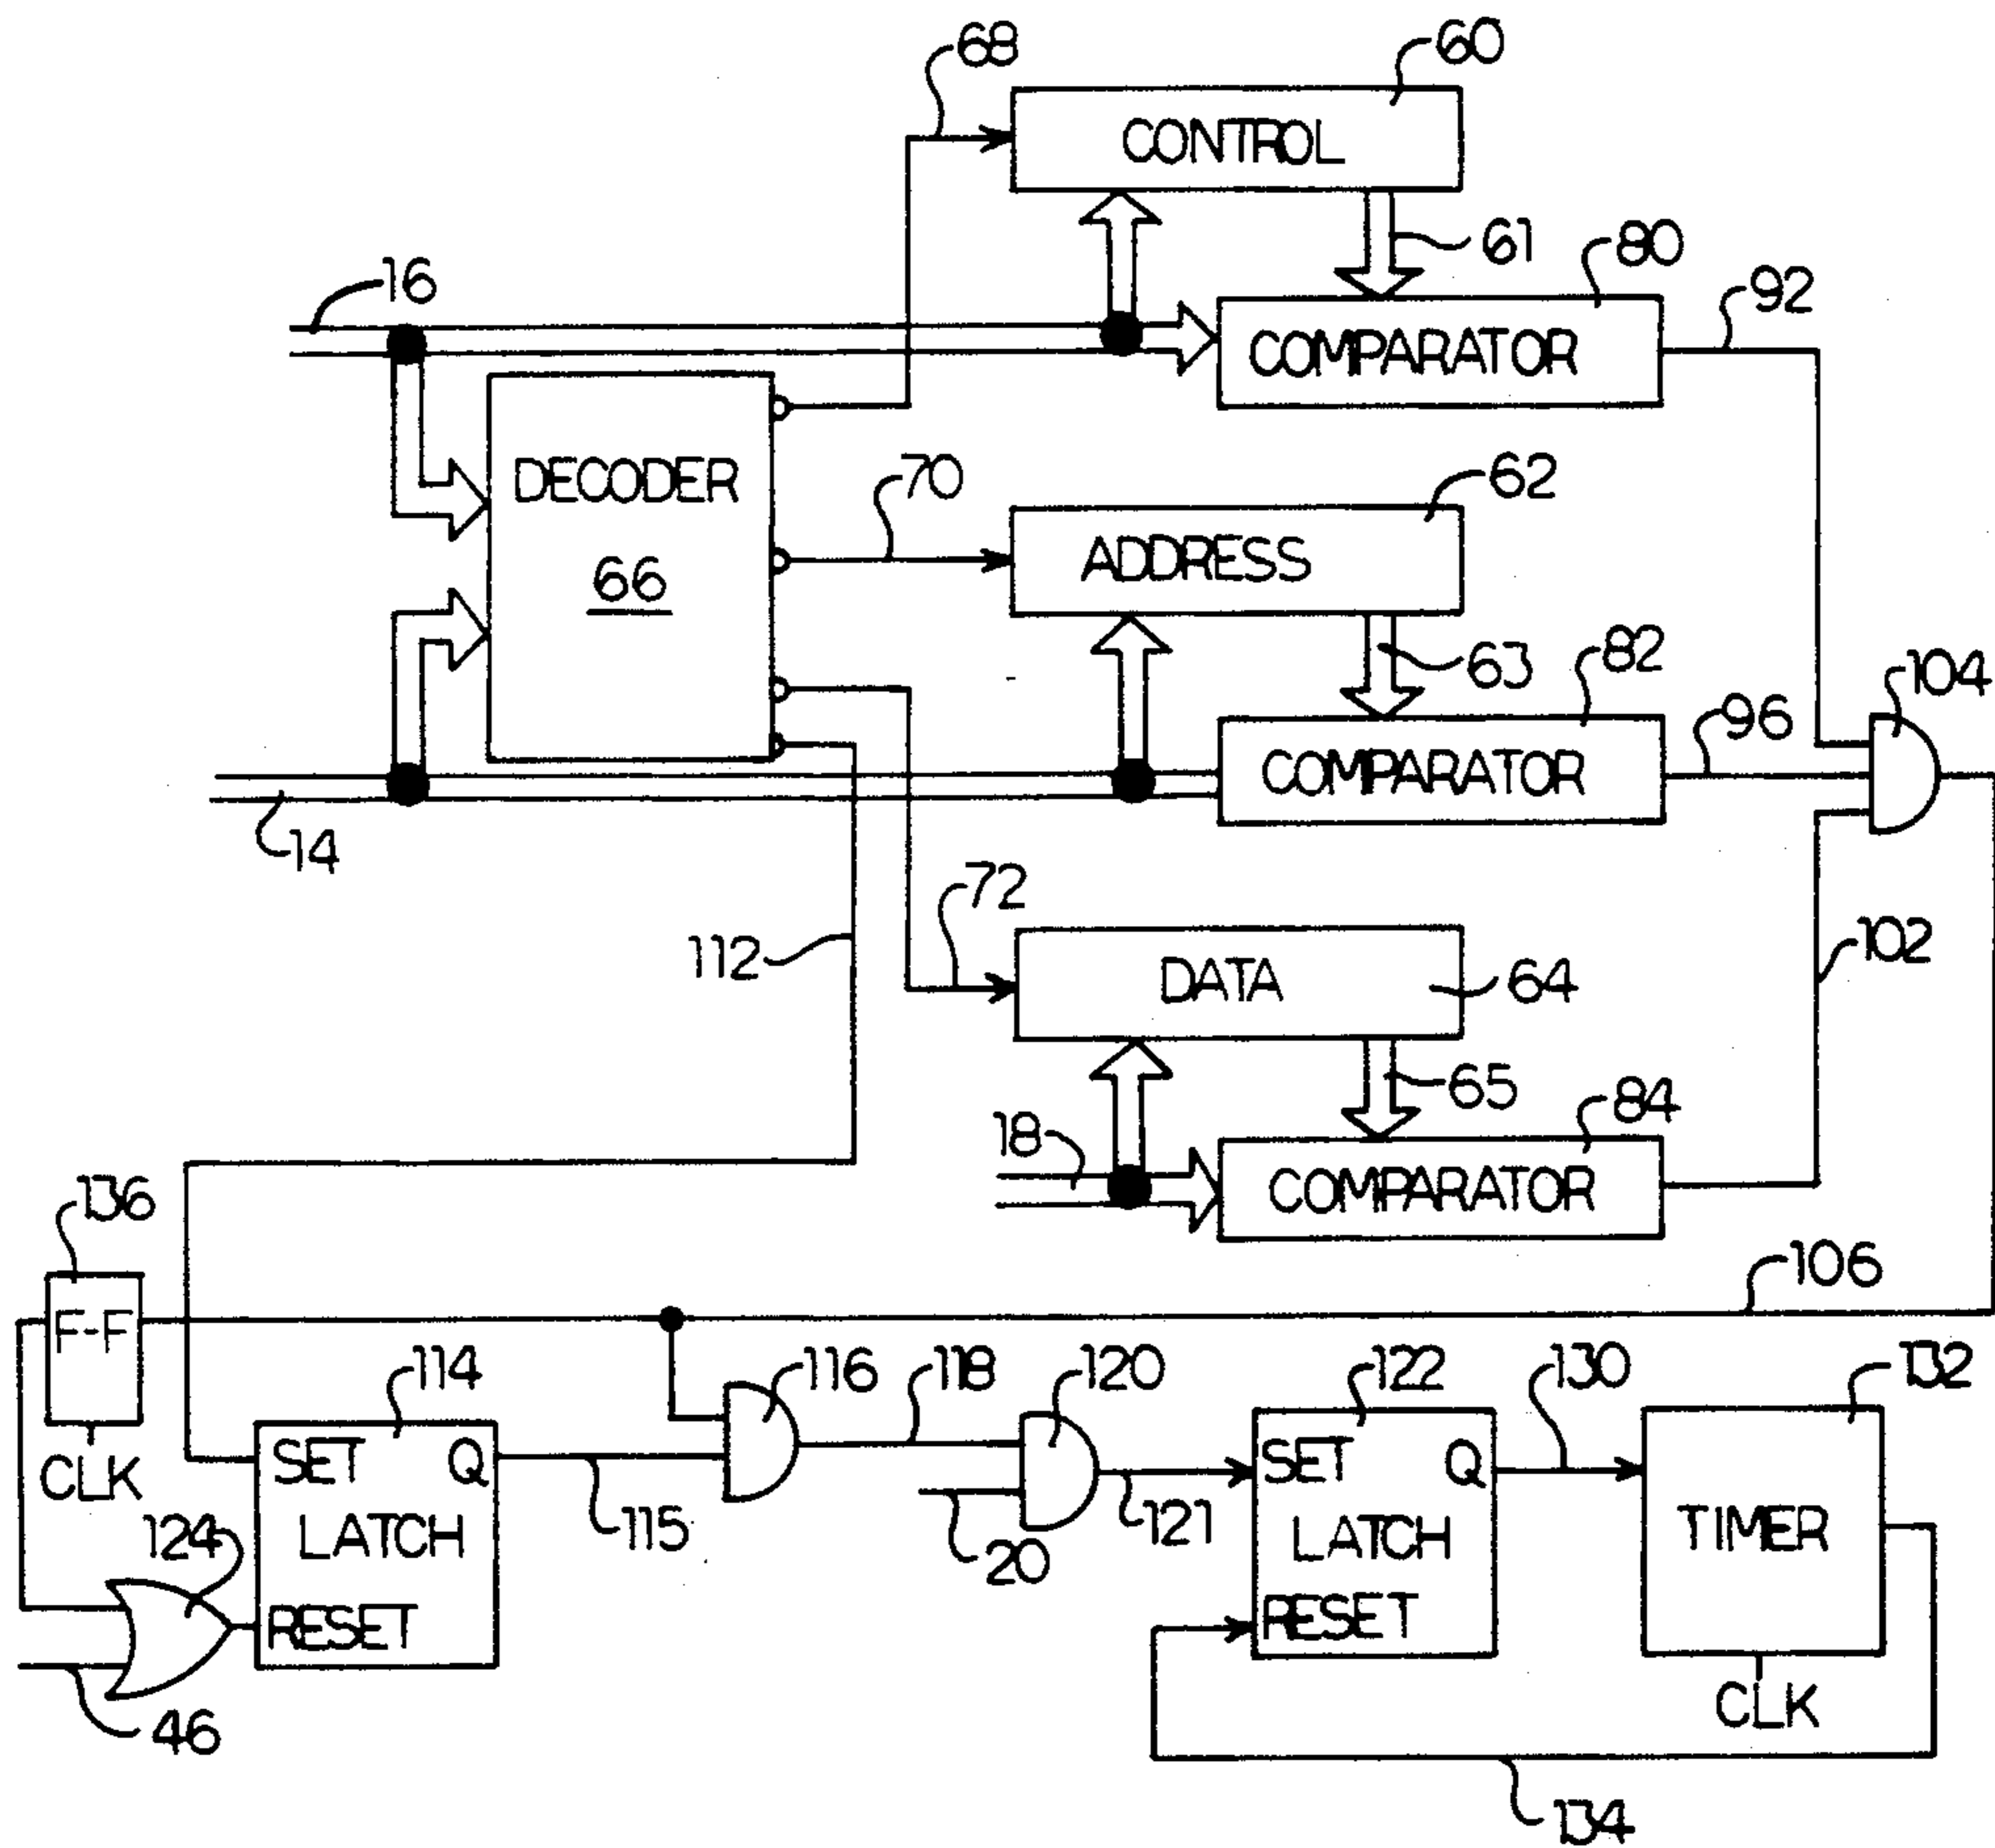 68
60
CONTROL
61
80
16
92
COMPARATOR
DECODER
66
70
62
ADDRESS
63
82
104
96
COMPARATOR
14
72
112
DATA
64
102
65
84
18
COMPARATOR
136
106
F-F
114
116
118
120
122
130
132
CLK
SET Q
LATCH
RESET
115
20
121
SET Q
LATCH
RESET
TIMER
124
46
CLK
134